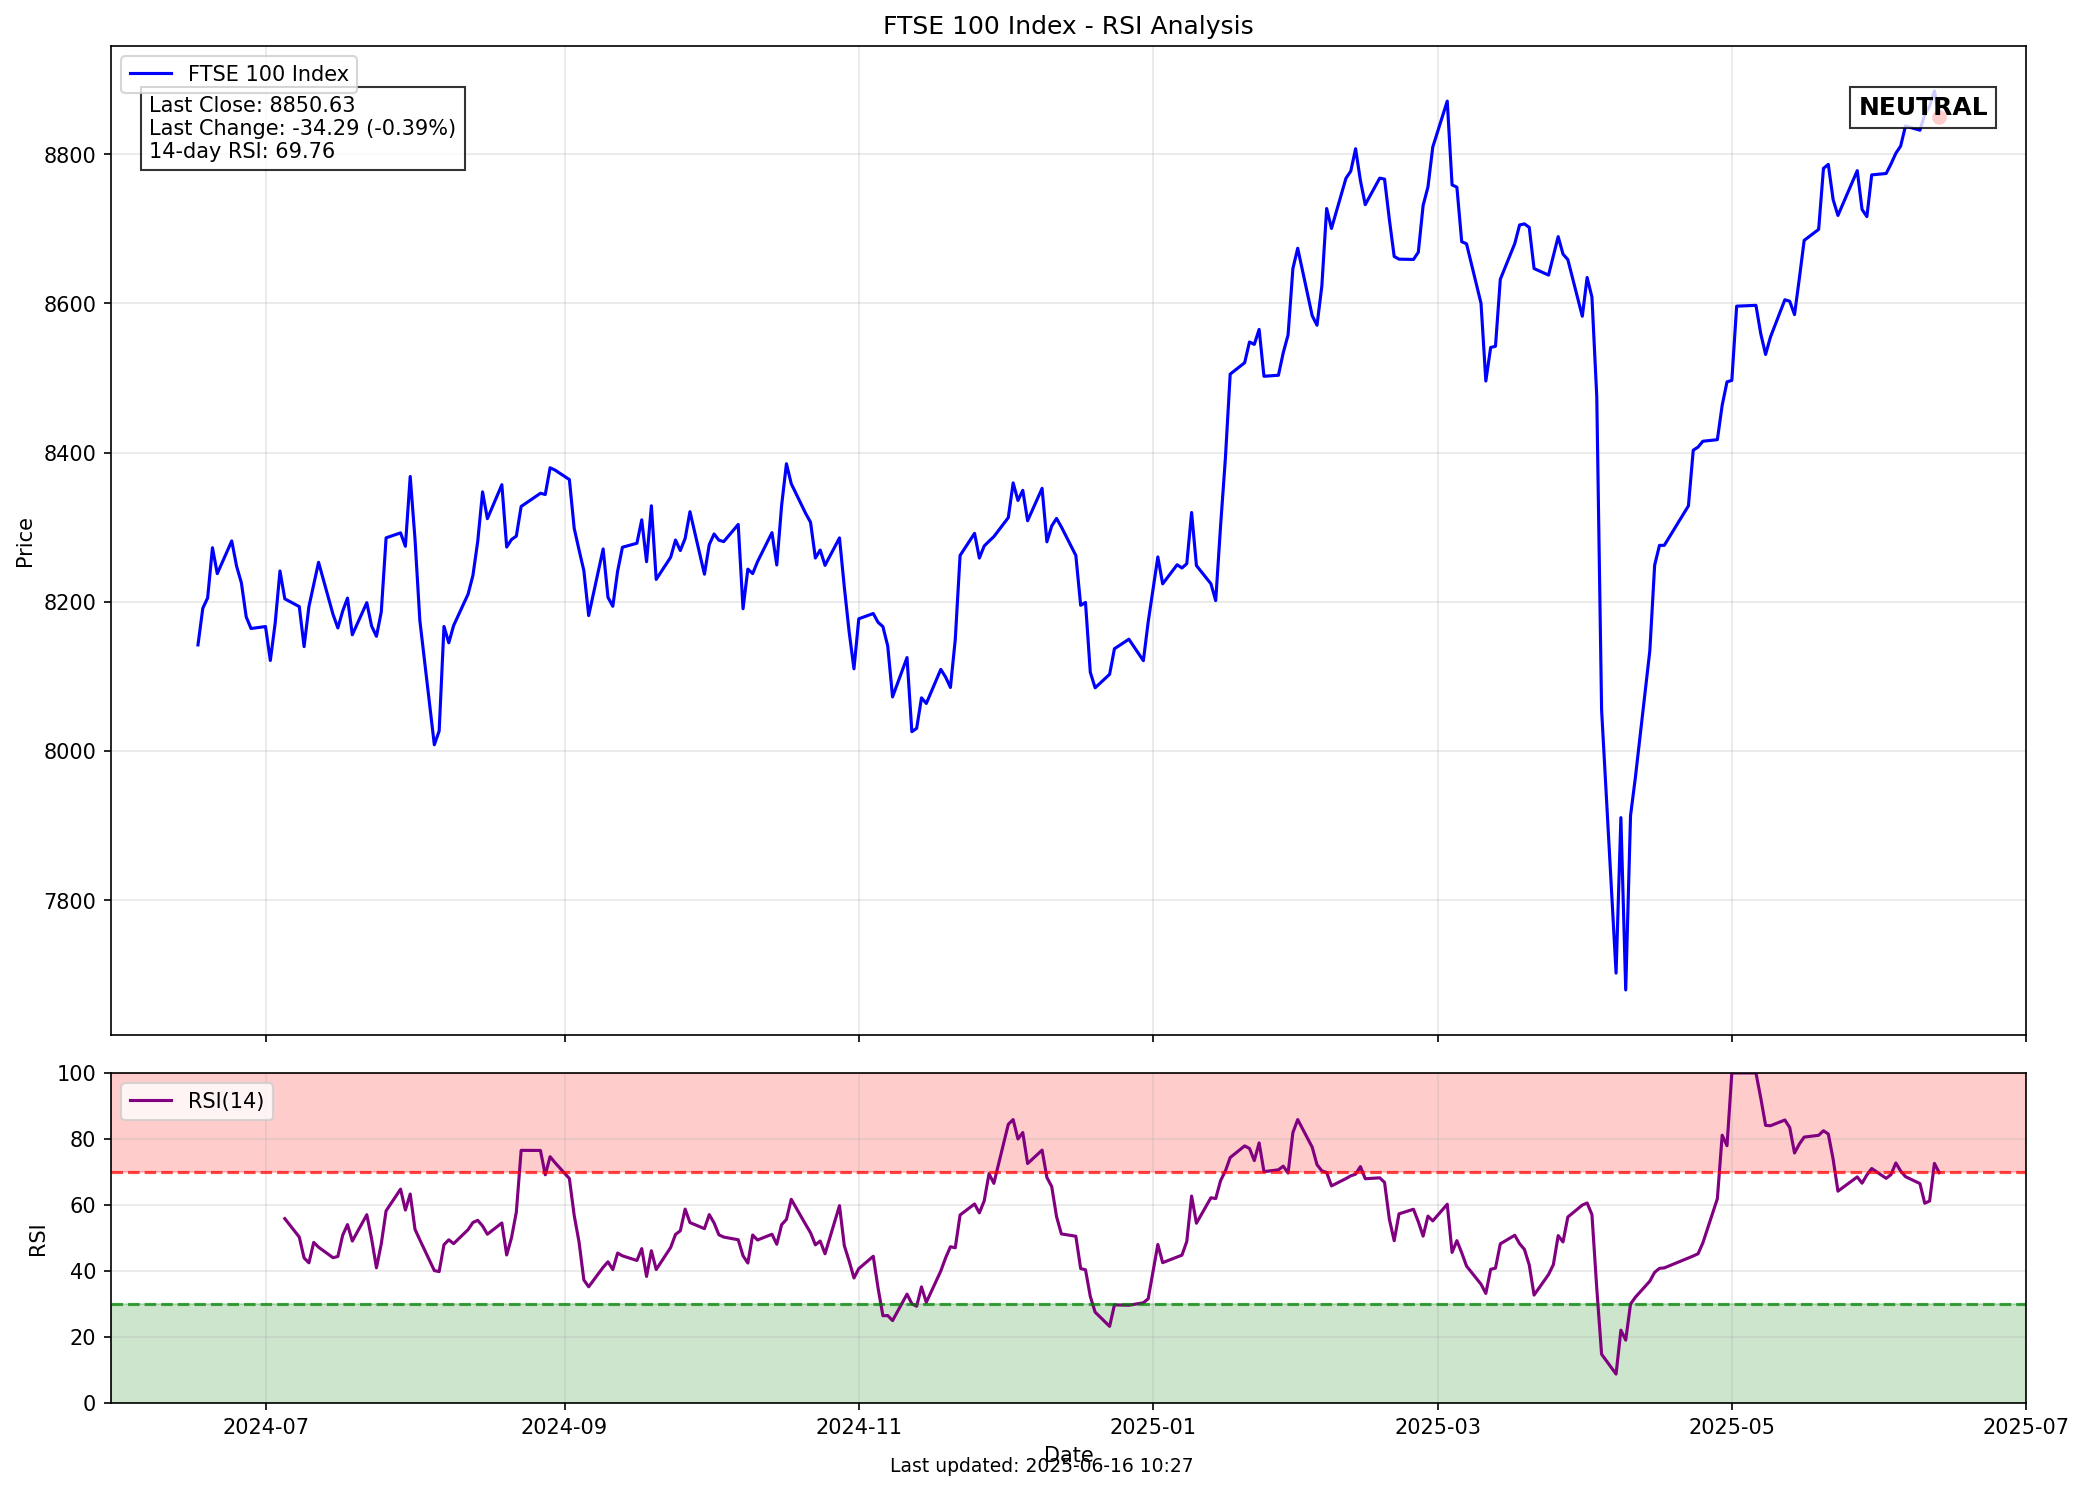 FTSE 100 Index - RSI Analysis
FTSE 100 Index
Last Close: 8850.63
Last Change: -34.29 (-0.39%)
14-day RSI: 69.76
NEUTRAL
Price
8800
8600
8400
8200
8000
7800
RSI(14)
RSI
100
80
60
40
20
0
2024-07
2024-09
2024-11
2025-01
2025-03
2025-05
2025-07
Date
Last updated: 2025-06-16 10:27